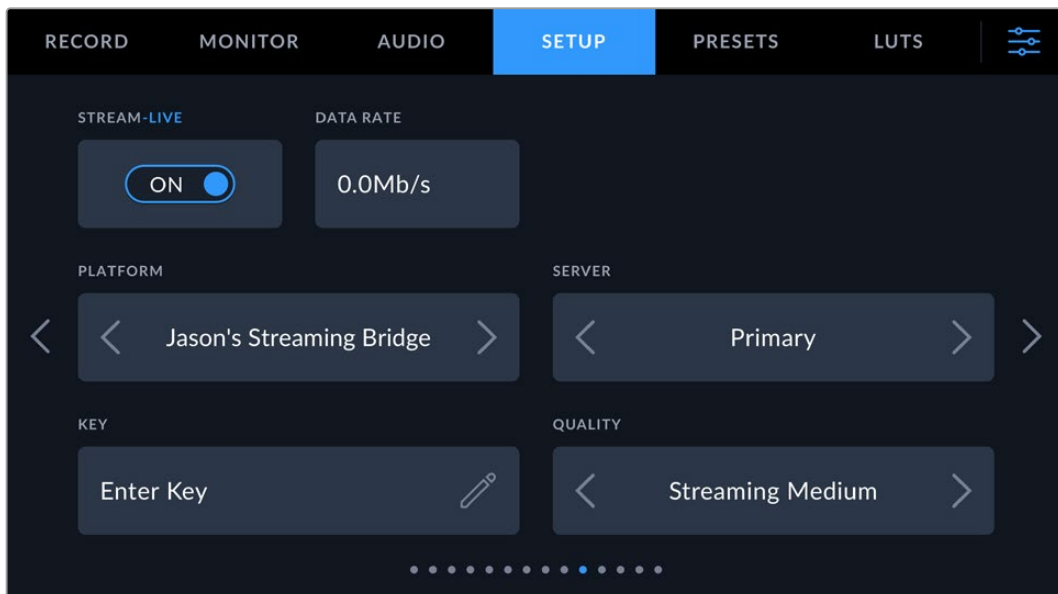 RECORD MONITOR AUDIO SETUP PRESETS LUTS
STREAM-LIVE DATA RATE
ON 0.0Mb/s
PLATFORM SERVER
Jason's Streaming Bridge Primary
KEY QUALITY
Enter Key Streaming Medium